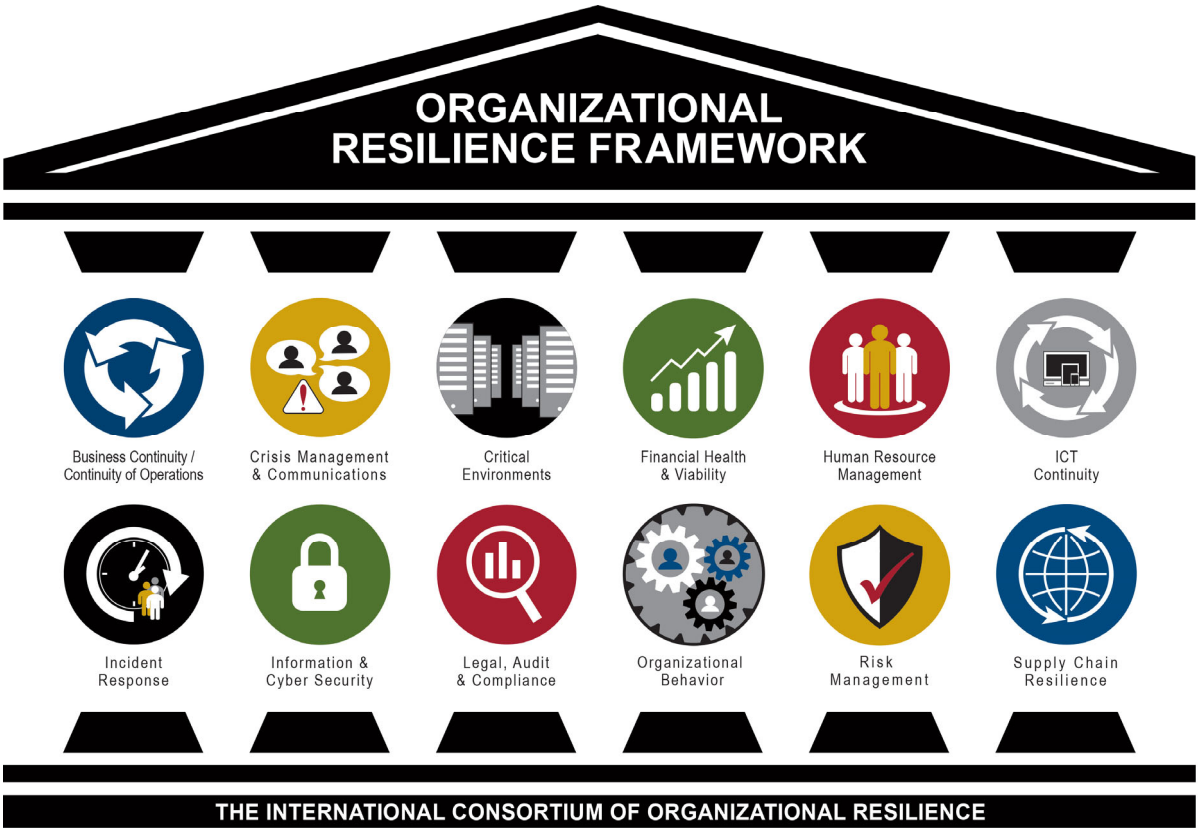 ORGANIZATIONAL
RESILIENCE FRAMEWORK
Business Continuity /
Continuity of Operations
Crisis Management
& Communications
Critical
Environments
Financial Health
& Viability
Human Resource
Management
ICT
Continuity
Incident
Response
Information &
Cyber Security
Legal, Audit
& Compliance
Organizational
Behavior
Risk
Management
Supply Chain
Resilience
THE INTERNATIONAL CONSORTIUM OF ORGANIZATIONAL RESILIENCE